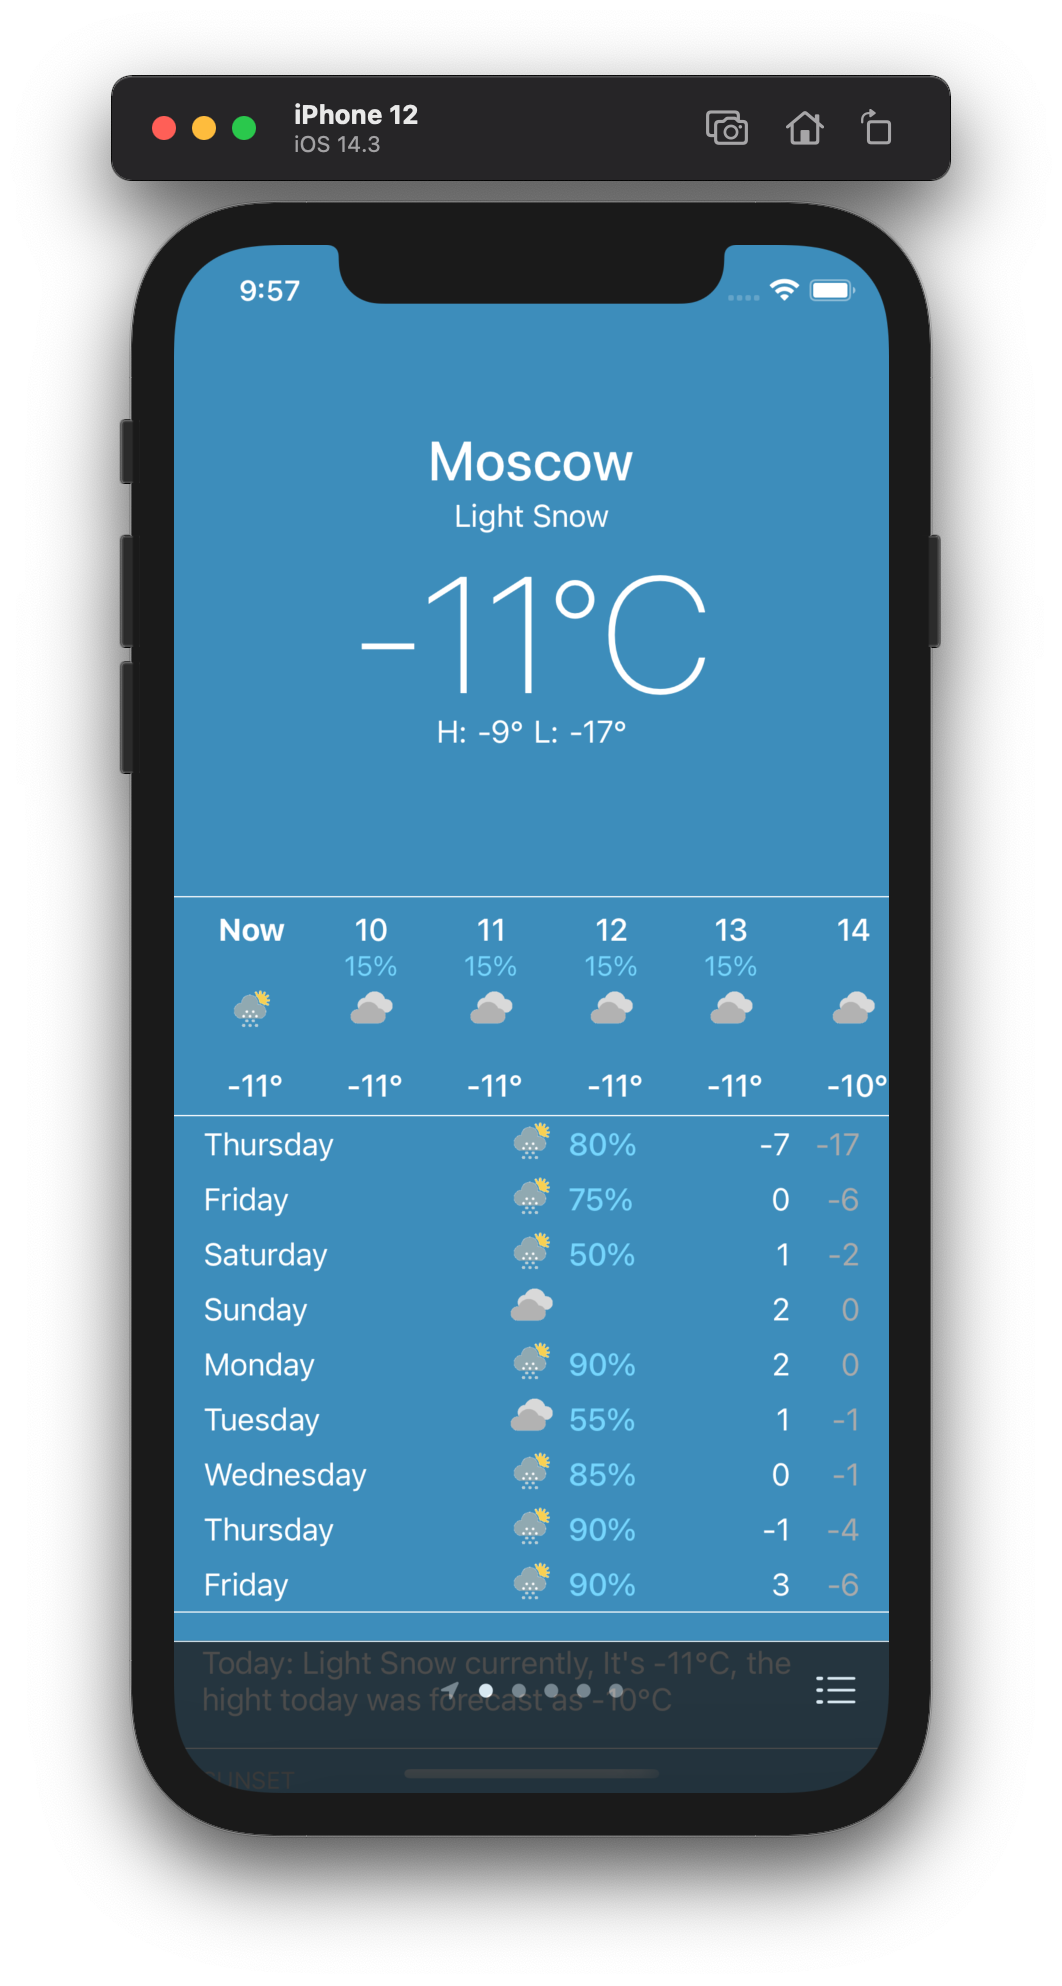 iPhone 12
iOS 14.3
9:57
Moscow
Light Snow
-11°C
H: -9° L: -17°
Now 10 11 12 13 14
15% 15% 15% 15%
-11° -11° -11° -11° -11° -10°
Thursday 80% -7 -17
Friday 75% 0 -6
Saturday 50% 1 -2
Sunday 2 0
Monday 90% 2 0
Tuesday 55% 1 -1
Wednesday 85% 0 -1
Thursday 90% -1 -4
Friday 90% 3 -6
Today: Light Snow currently, It's -11°C, the
hight today was forecast as -10°C
SUNSET